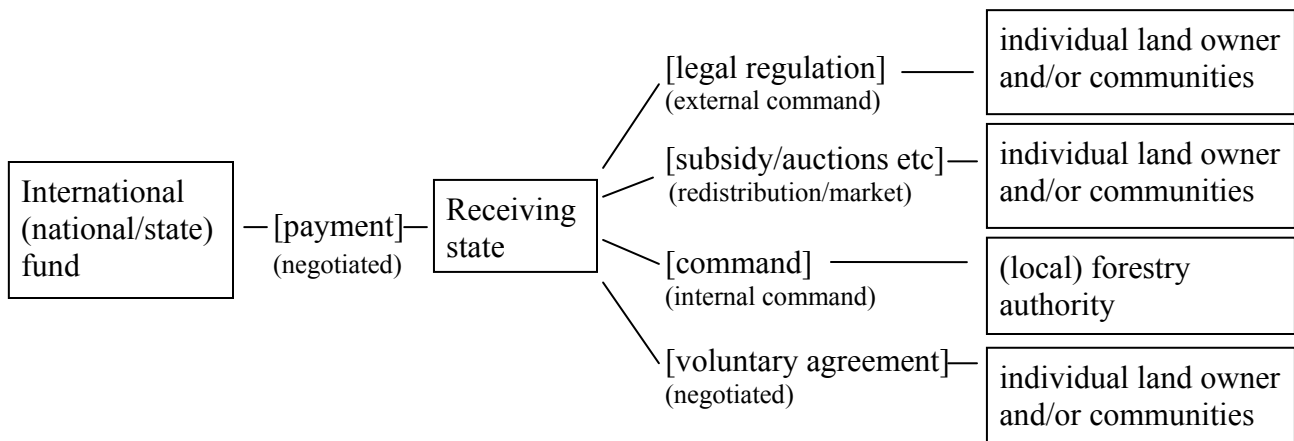 International
(national/state)
fund
[payment]
(negotiated)
Receiving
state
[legal regulation]
(external command)
individual land owner
and/or communities
[subsidy/auctions etc]
(redistribution/market)
individual land owner
and/or communities
[command]
(internal command)
(local) forestry
authority
[voluntary agreement]
(negotiated)
individual land owner
and/or communities